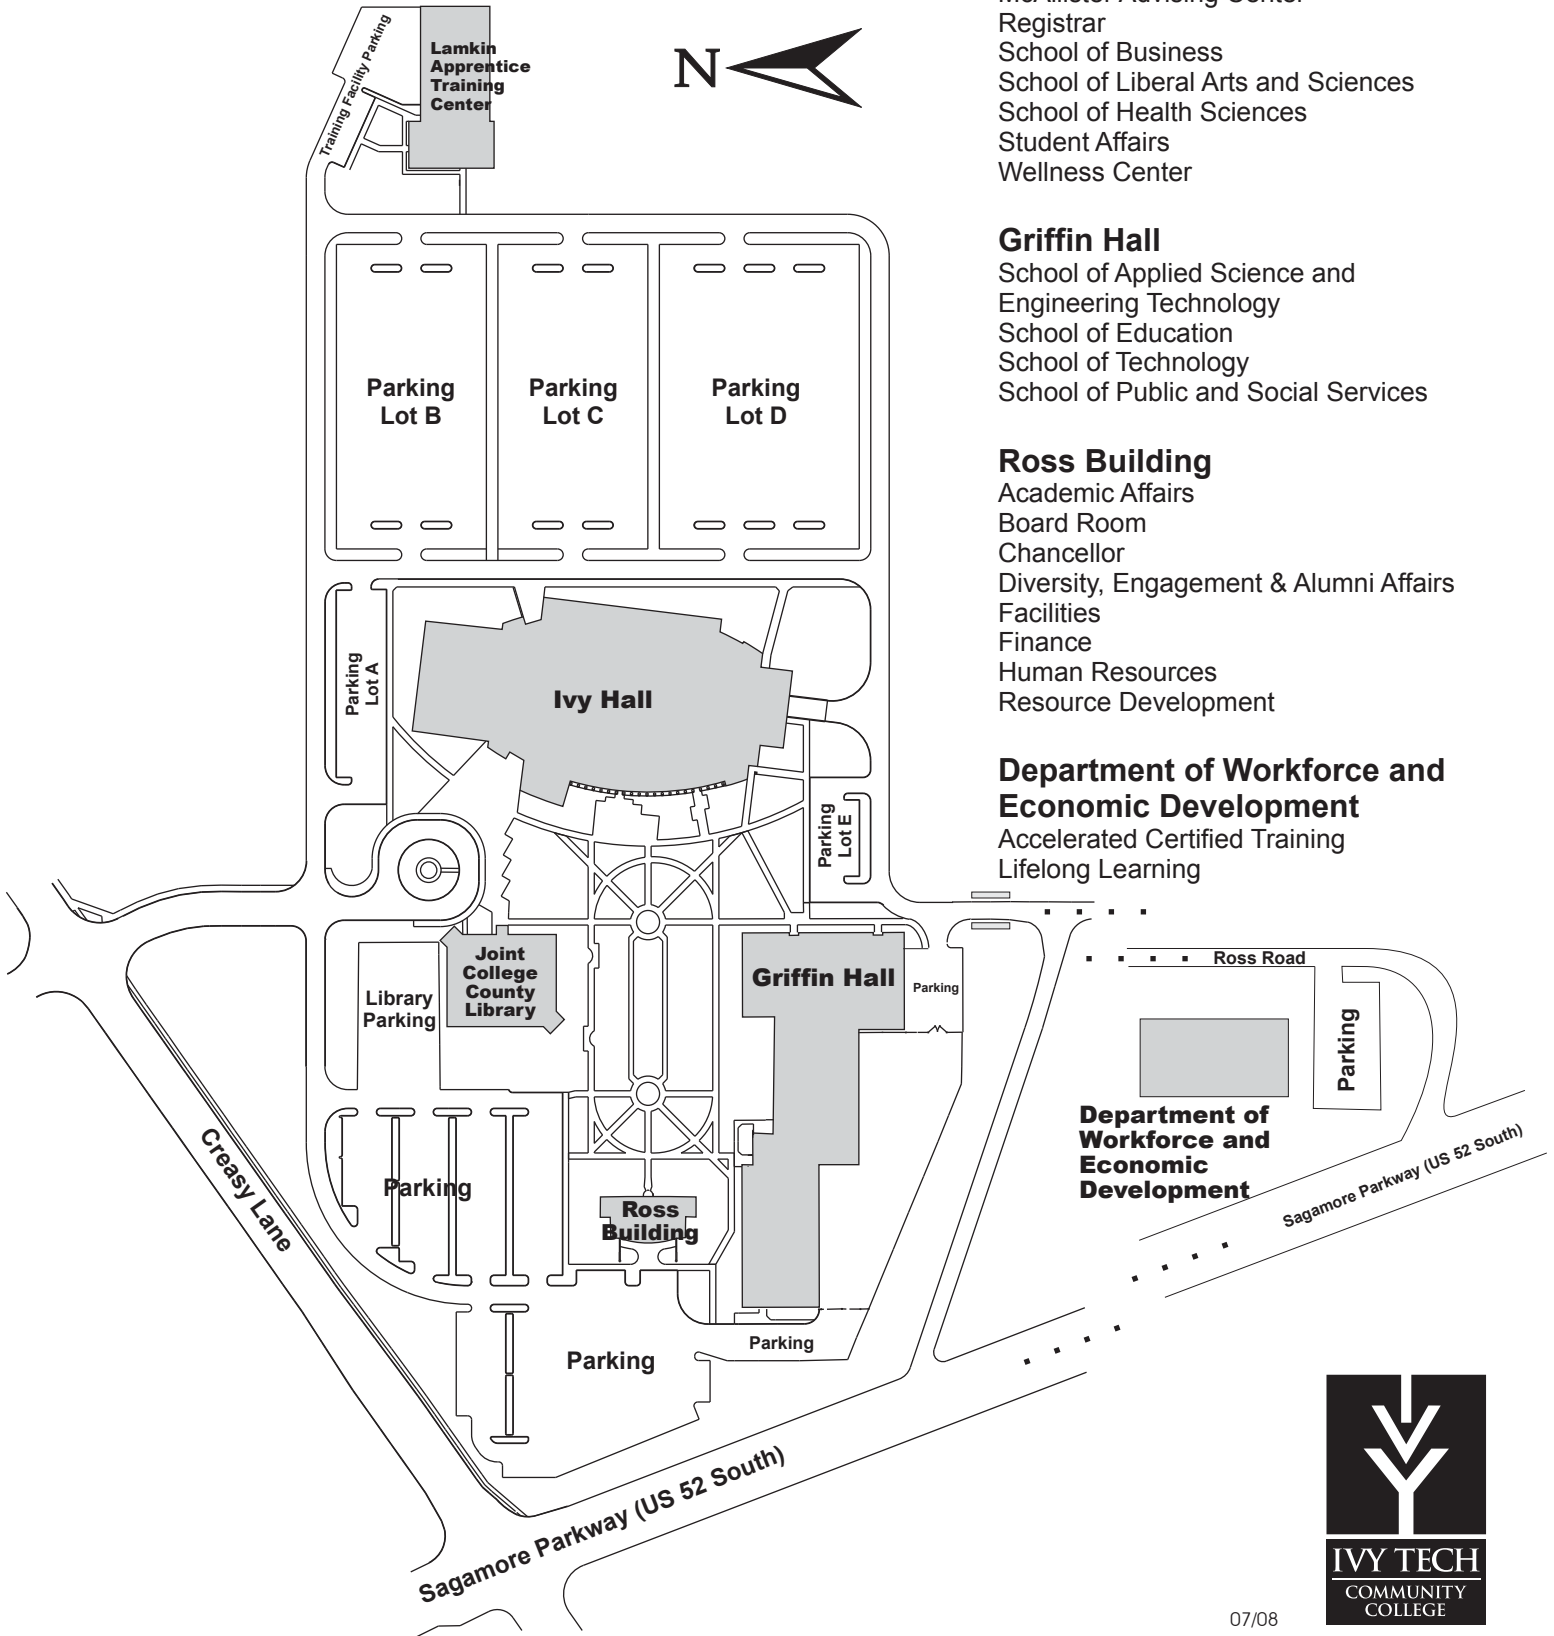 McAllister Advising Center
Registrar
School of Business
School of Liberal Arts and Sciences
School of Health Sciences
Student Affairs
Wellness Center
Griffin Hall
School of Applied Science and
Engineering Technology
School of Education
School of Technology
School of Public and Social Services
Ross Building
Academic Affairs
Board Room
Chancellor
Diversity, Engagement & Alumni Affairs
Facilities
Finance
Human Resources
Resource Development
Department of Workforce and
Economic Development
Accelerated Certified Training
Lifelong Learning
N
Training Facility Parking
Lamkin
Apprentice
Training
Center
Parking
Lot B
Parking
Lot C
Parking
Lot D
Parking
Lot A
Ivy Hall
Parking
Lot E
Joint
College
County
Library
Library
Parking
Griffin Hall
Parking
Ross Road
Parking
Department of
Workforce and
Economic
Development
Creasy Lane
Parking
Ross
Building
Parking
Parking
Sagamore Parkway (US 52 South)
Sagamore Parkway (US 52 South)
IVY TECH
COMMUNITY
COLLEGE
07/08